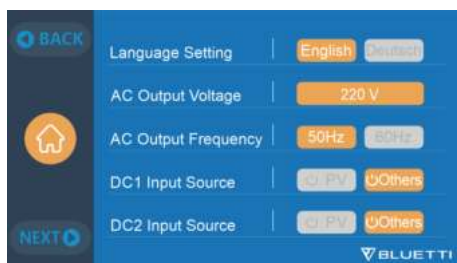 BACK
Language Setting English Deutsch
AC Output Voltage 220 V
AC Output Frequency 50Hz 60Hz
DC1 Input Source PV Others
DC2 Input Source PV Others
NEXT
BLUETTI